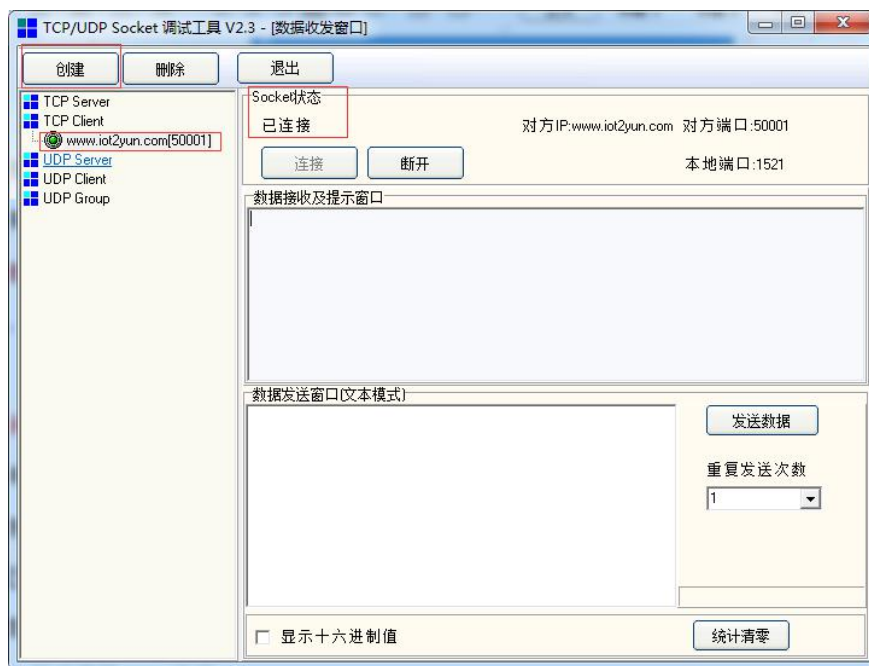 TCP/UDP Socket 调试工具 V2.3 - [数据收发窗口]
创建 删除 退出
TCP Server
TCP Client
www.iot2yun.com[50001]
UDP Server
UDP Client
UDP Group
Socket状态
已连接 对方IP:www.iot2yun.com 对方端口:50001
连接 断开 本地端口:1521
数据接收及提示窗口
数据发送窗口(文本模式)
发送数据
重复发送次数
1
显示十六进制值 统计清零